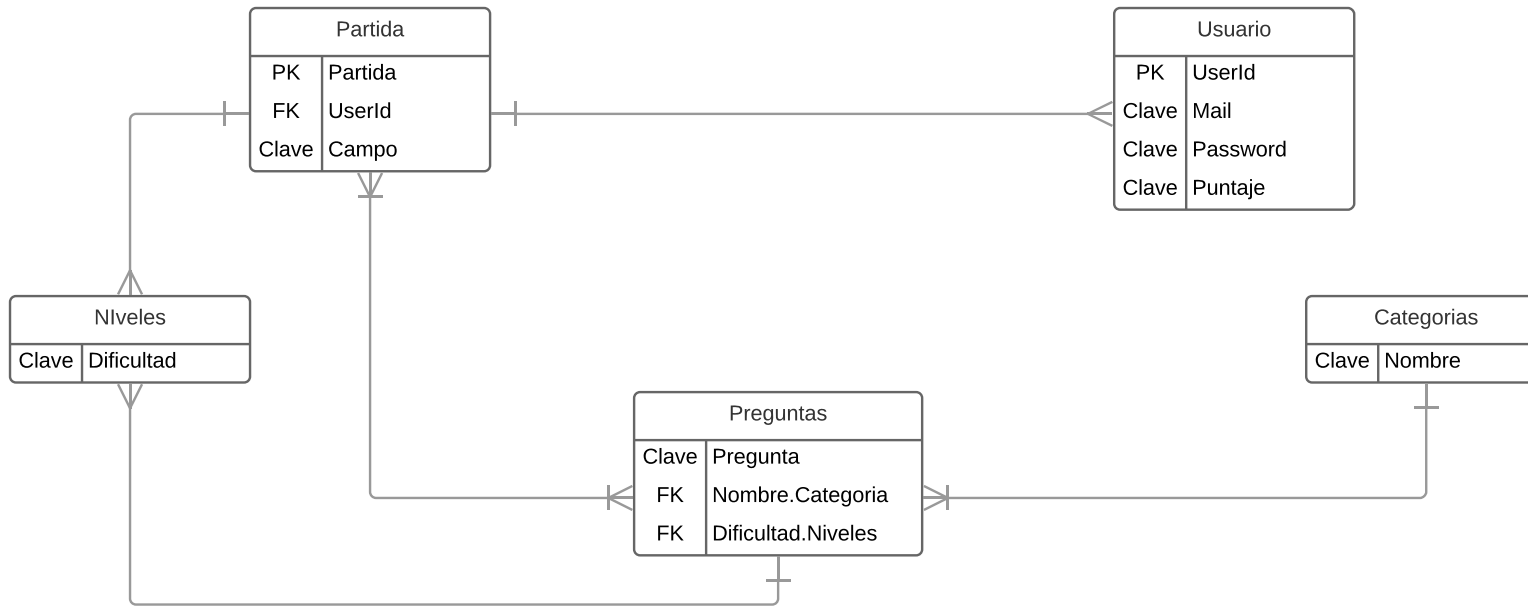 Partida
PK Partida
FK UserId
Clave Campo
Usuario
PK UserId
Clave Mail
Clave Password
Clave Puntaje
NIveles
Clave Dificultad
Categorias
Clave Nombre
Preguntas
Clave Pregunta
FK Nombre.Categoria
FK Dificultad.Niveles